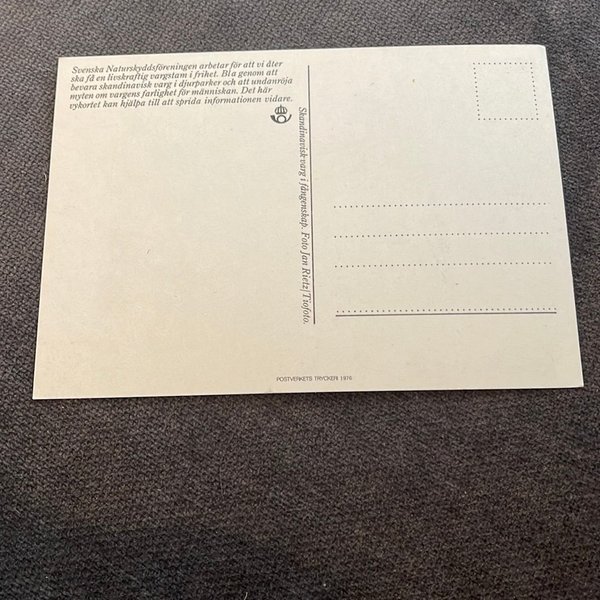 Svenska Naturskyddsföreningen arbetar för att vi åter
ska få en livskraftig vargstam i frihet. Bl a genom att
bevara skandinavisk varg i djurparker och att undanröja
myten om vargens farlighet för människan. Det här
vykortet kan hjälpa till att sprida informationen vidare.
Skandinavisk varg i fångenskap. Foto Jan Rietz/Tiofoto.
POSTVERKETS TRYCKERI 1976